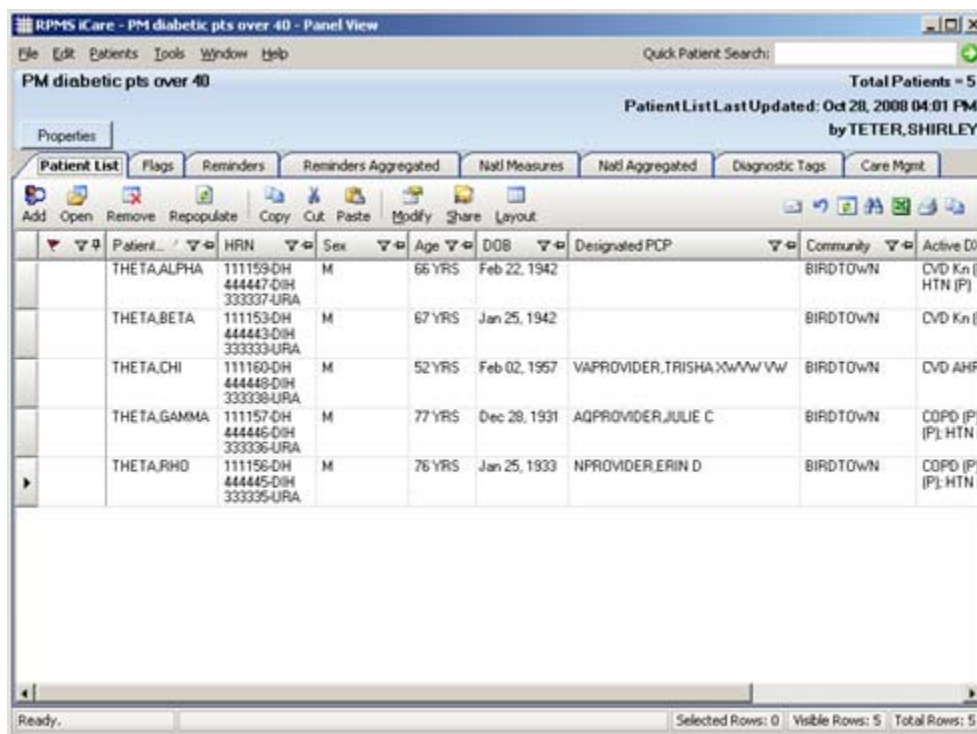 RPMS iCare - PM diabetic pts over 40 - Panel View
File Edit Patients Tools Window Help Quick Patient Search:
PM diabetic pts over 40 Total Patients = 5
Patient List Last Updated: Oct 28, 2008 04:01 PM
Properties by TETER,SHIRLEY
Patient List Flags Reminders Reminders Aggregated Natl Measures Natl Aggregated Diagnostic Tags Care Mgmt
Add Open Remove Repopulate Copy Cut Paste Modify Share Layout
Patient... HRN Sex Age DOB Designated PCP Community Active
THETA,ALPHA 111159-DH M 66 YRS Feb 22, 1942 BIRDTOWN CVD Kn
444447-DIH HTN (P)
333337-URA
THETA,BETA 111153-DH M 67 YRS Jan 25, 1942 BIRDTOWN CVD Kn
444443-DIH
333333-URA
THETA,CHI 111160-DH M 52 YRS Feb 02, 1957 VAPROVIDER,TRISHA BIRDTOWN CVD
444448-DIH
333338-URA
THETA,GAMMA 111157-DH M 77 YRS Dec 28, 1931 AQPROVIDER,JULIE C BIRDTOWN COPD (P
444446-DIH (P); HTN
333336-URA
THETA,RHO 111156-DH M 76 YRS Jan 25, 1933 NPROVIDER,ERIN D BIRDTOWN COPD (P
444445-DIH (P); HTN
333335-URA
Ready. Selected Rows: 0 Visible Rows: 5 Total Rows: 5